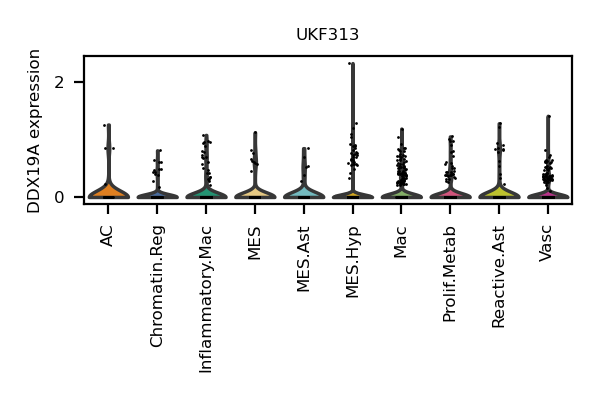 UKF313
DDX19A expression
2
0
AC
Chromatin.Reg
Inflammatory.Mac
MES
MES.Ast
MES.Hyp
Mac
Prolif.Metab
Reactive.Ast
Vasc